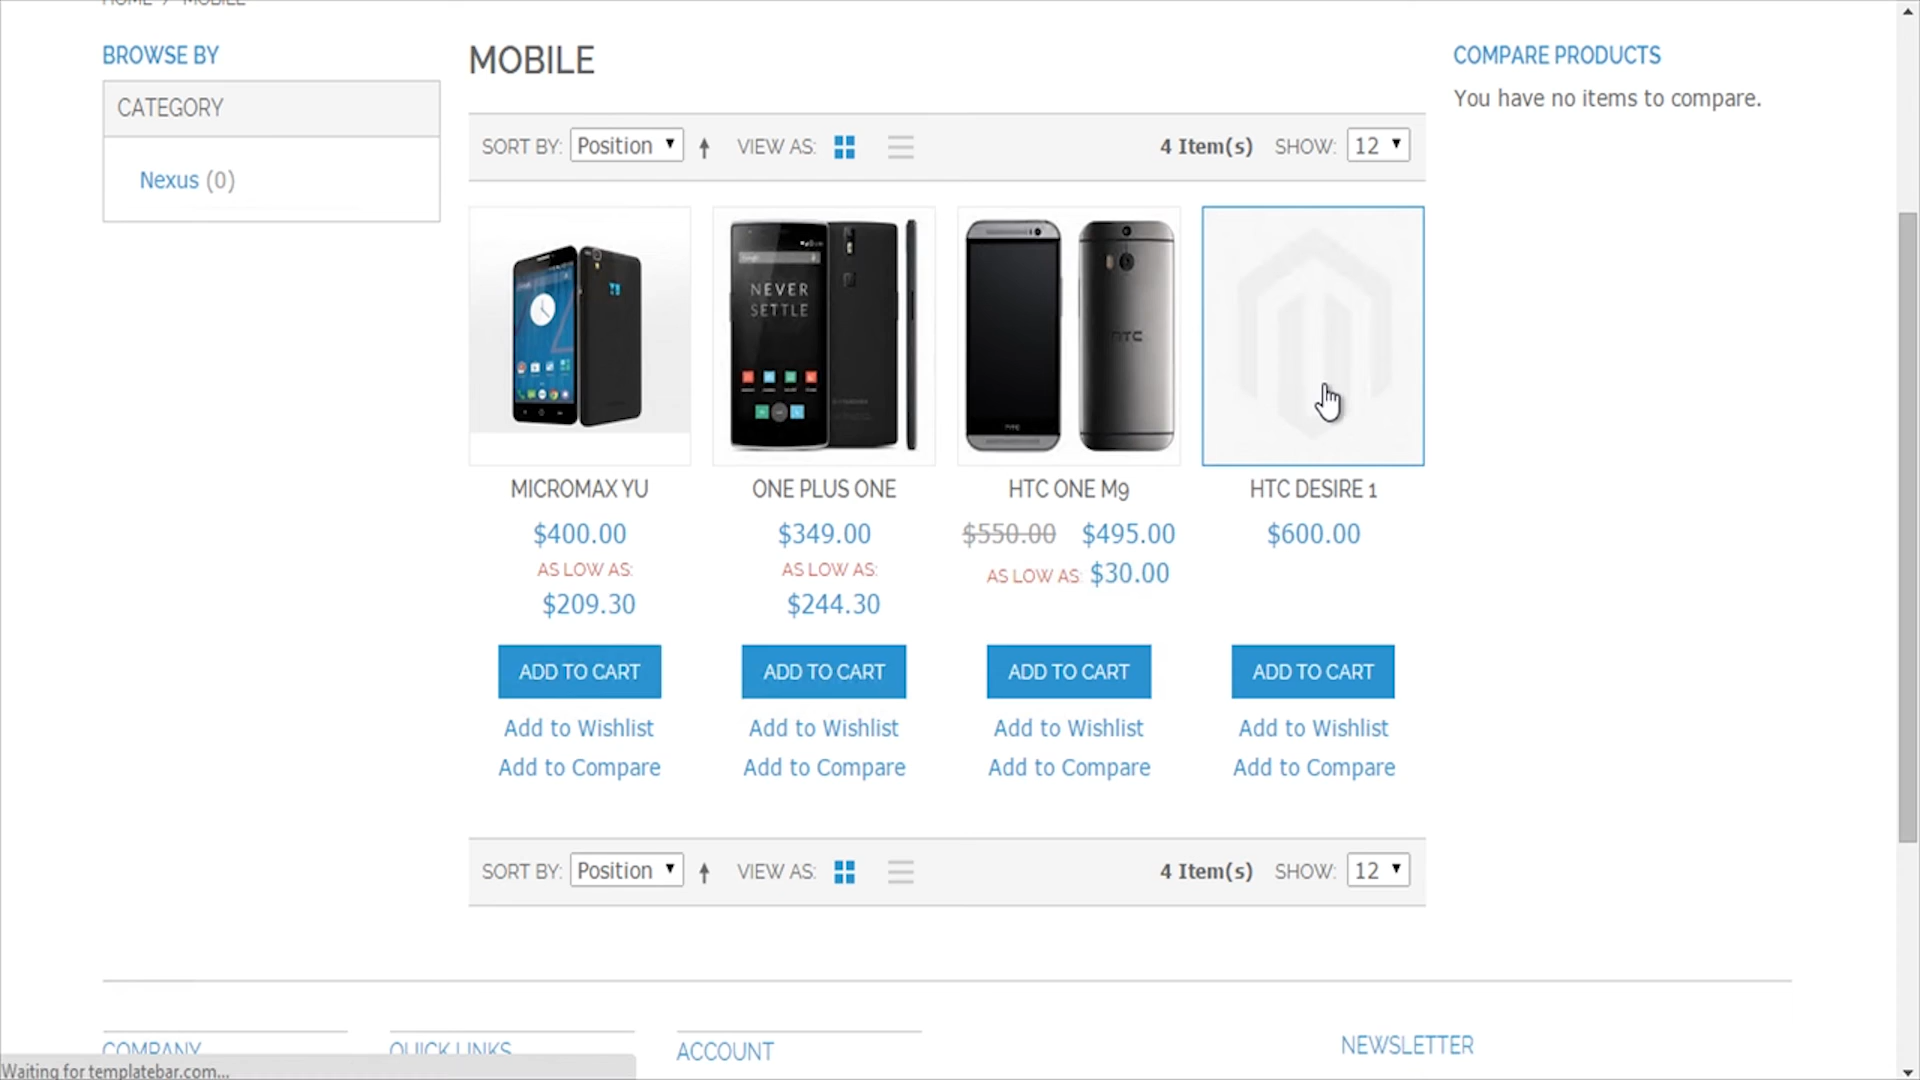 HOME / MOBILE
BROWSE BY
CATEGORY
Nexus (0)
MOBILE
SORT BY: Position VIEW AS: 4 Item(s) SHOW: 12
NEVER
SETTLE
hTC
MICROMAX YU
$400.00
AS LOW AS:
$209.30
ADD TO CART
Add to Wishlist
Add to Compare
ONE PLUS ONE
$349.00
AS LOW AS:
$244.30
ADD TO CART
Add to Wishlist
Add to Compare
HTC ONE M9
$550.00 $495.00
AS LOW AS: $30.00
ADD TO CART
Add to Wishlist
Add to Compare
HTC DESIRE 1
$600.00
ADD TO CART
Add to Wishlist
Add to Compare
SORT BY: Position VIEW AS: 4 Item(s) SHOW: 12
COMPARE PRODUCTS
You have no items to compare.
COMPANY
QUICK LINKS
ACCOUNT
NEWSLETTER
Waiting for templatebar.com...